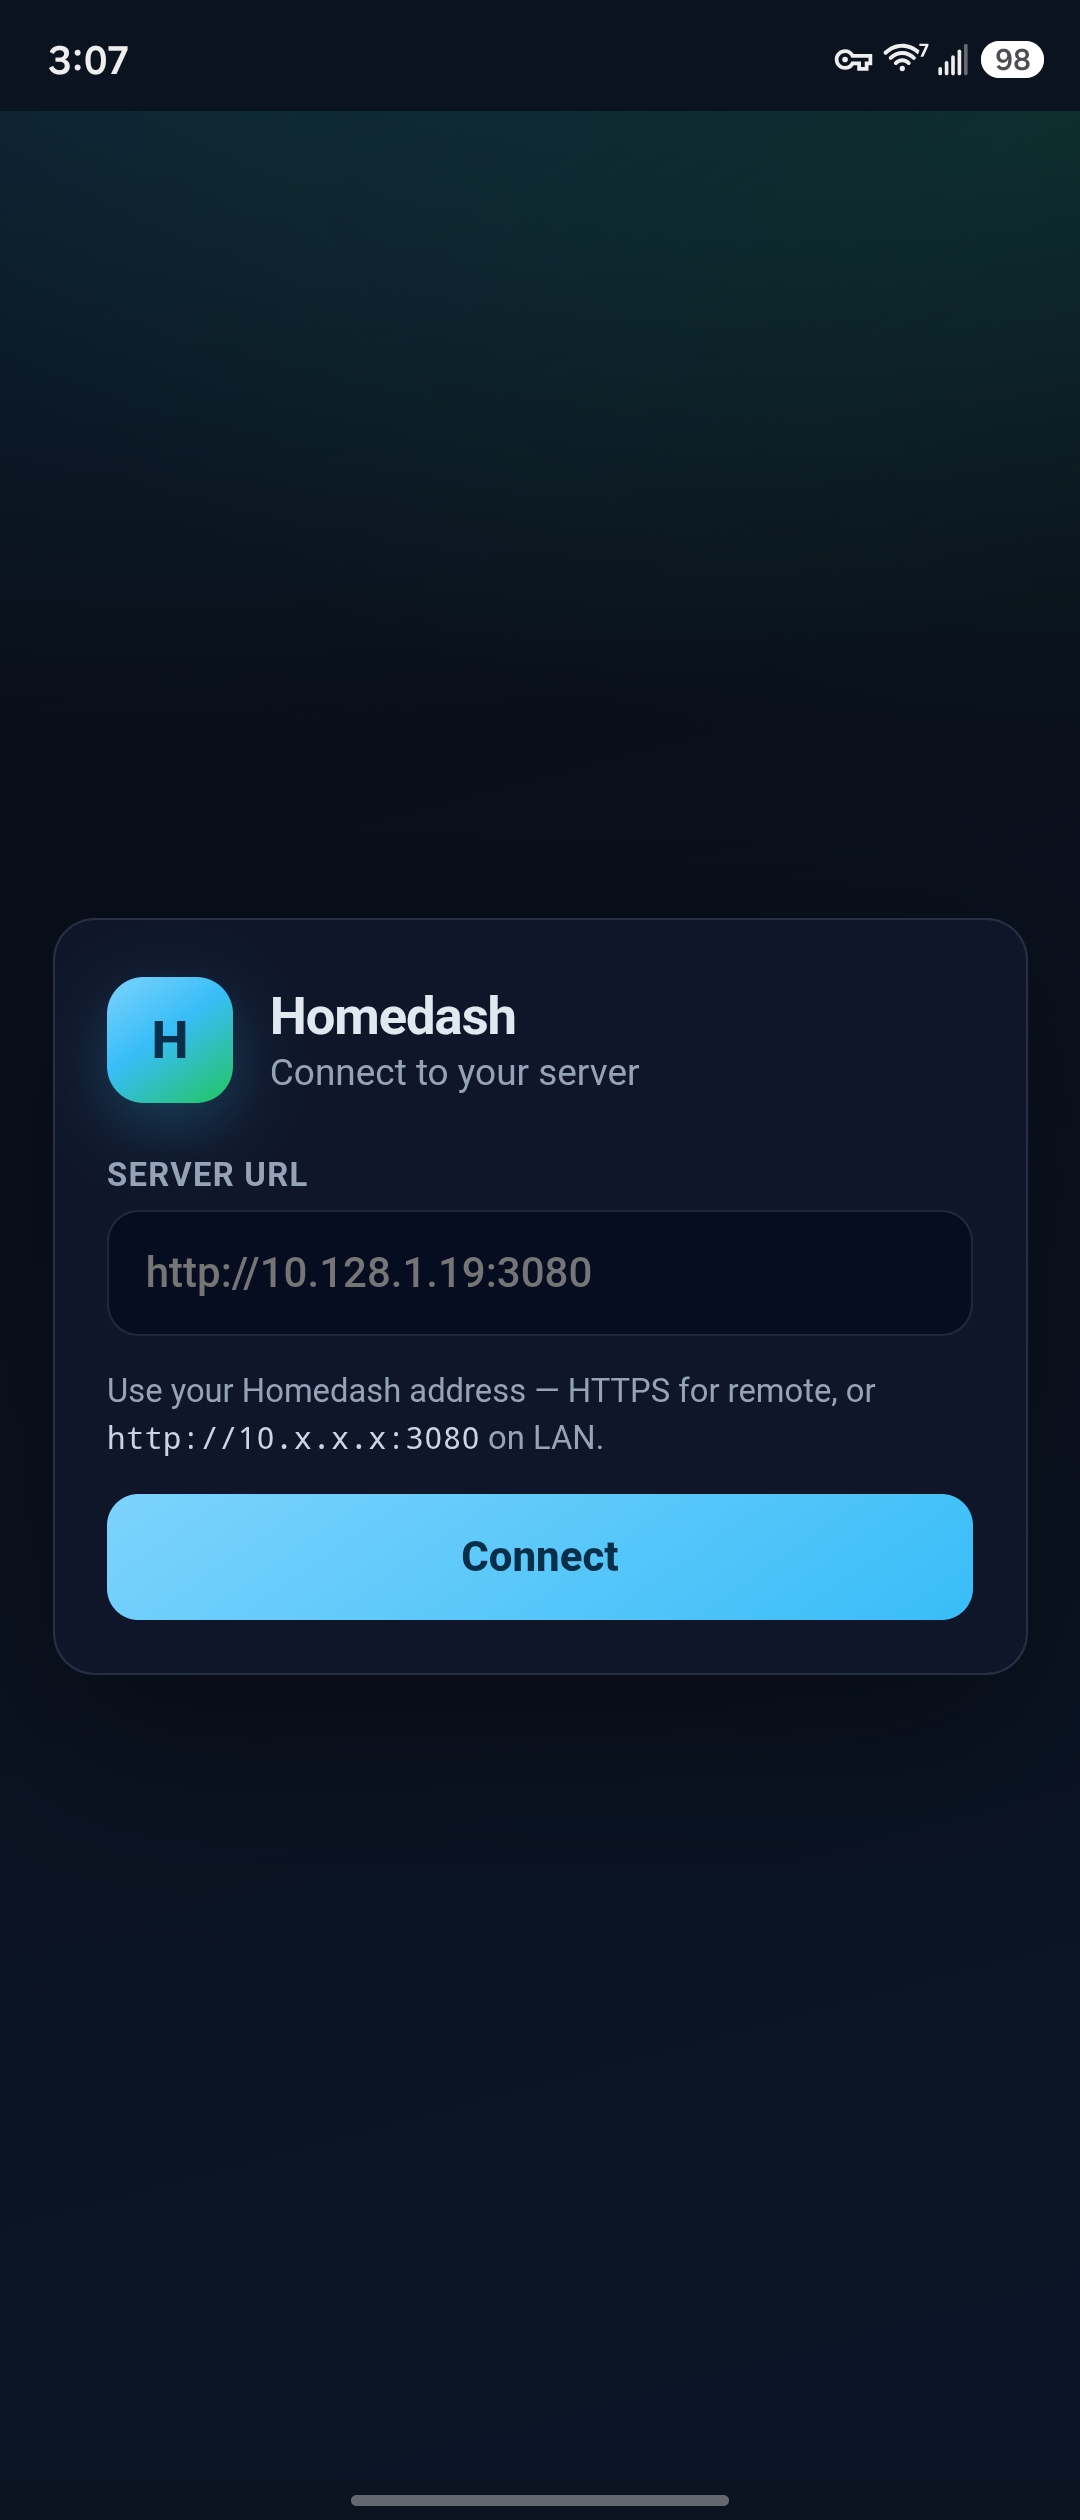 3:07
7
98
H
Homedash
Connect to your server
SERVER URL
http://10.128.1.19:3080
Use your Homedash address — HTTPS for remote, or
http://10.x.x.x:3080 on LAN.
Connect